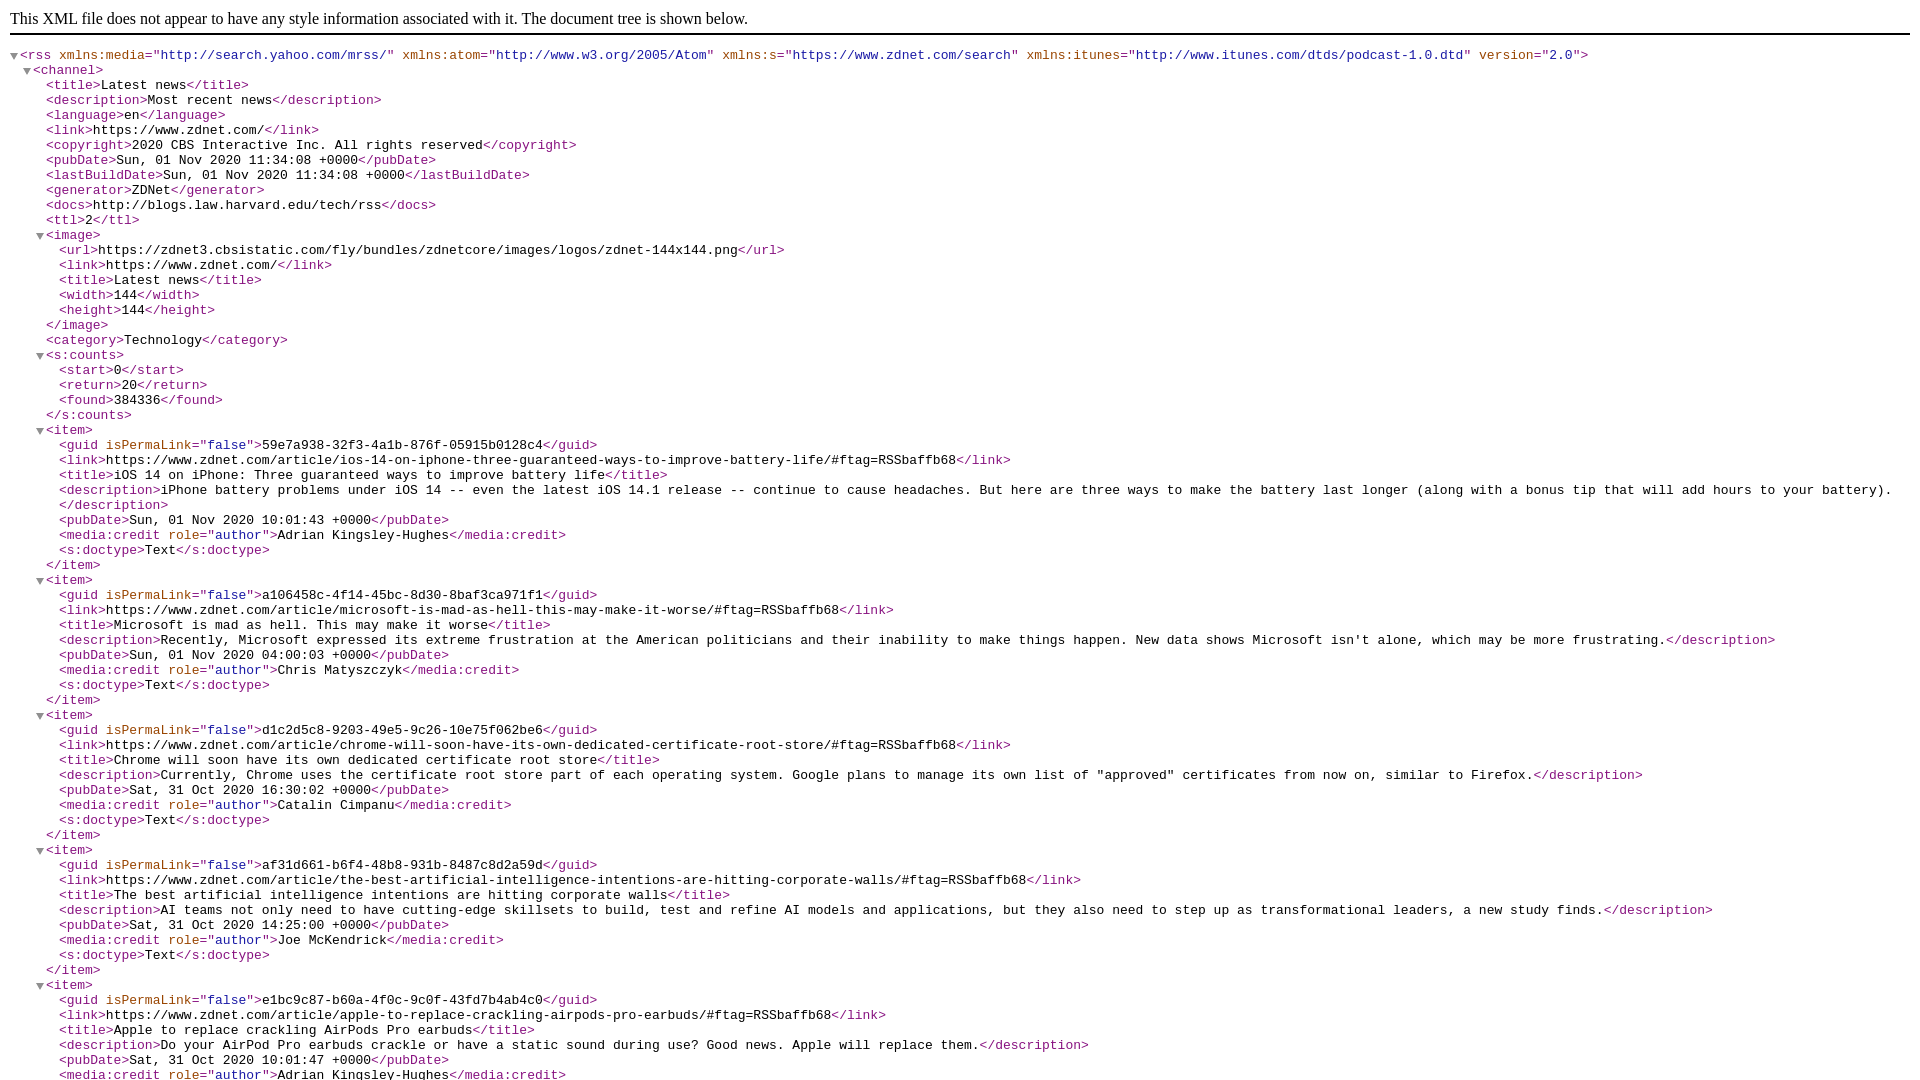 This XML file does not appear to have any style information associated with it. The document tree is shown below.
<rss xmlns:media="http://search.yahoo.com/mrss/" xmlns:atom="http://www.w3.org/2005/Atom" xmlns:s="https://www.zdnet.com/search" xmlns:itunes="http://www.itunes.com/dtds/podcast-1.0.dtd" version="2.0">
<channel>
<title>Latest news</title>
<description>Most recent news</description>
<language>en</language>
<link>https://www.zdnet.com/</link>
<copyright>2020 CBS Interactive Inc. All rights reserved</copyright>
<pubDate>Sun, 01 Nov 2020 11:34:08 +0000</pubDate>
<lastBuildDate>Sun, 01 Nov 2020 11:34:08 +0000</lastBuildDate>
<generator>ZDNet</generator>
<docs>http://blogs.law.harvard.edu/tech/rss</docs>
<ttl>2</ttl>
<image>
<url>https://zdnet3.cbsistatic.com/fly/bundles/zdnetcore/images/logos/zdnet-144x144.png</url>
<link>https://www.zdnet.com/</link>
<title>Latest news</title>
<width>144</width>
<height>144</height>
</image>
<category>Technology</category>
<s:counts>
<start>0</start>
<return>20</return>
<found>384336</found>
</s:counts>
<item>
<guid isPermaLink="false">59e7a938-32f3-4a1b-876f-05915b0128c4</guid>
<link>https://www.zdnet.com/article/ios-14-on-iphone-three-guaranteed-ways-to-improve-battery-life/#ftag=RSSbaffb68</link>
<title>iOS 14 on iPhone: Three guaranteed ways to improve battery life</title>
<description>iPhone battery problems under iOS 14 -- even the latest iOS 14.1 release -- continue to cause headaches. But here are three ways to make the battery last longer (along with a bonus tip that will add hours to your battery).
</description>
<pubDate>Sun, 01 Nov 2020 10:01:43 +0000</pubDate>
<media:credit role="author">Adrian Kingsley-Hughes</media:credit>
<s:doctype>Text</s:doctype>
</item>
<item>
<guid isPermaLink="false">a106458c-4f14-45bc-8d30-8baf3ca971f1</guid>
<link>https://www.zdnet.com/article/microsoft-is-mad-as-hell-this-may-make-it-worse/#ftag=RSSbaffb68</link>
<title>Microsoft is mad as hell. This may make it worse</title>
<description>Recently, Microsoft expressed its extreme frustration at the American politicians and their inability to make things happen. New data shows Microsoft isn't alone, which may be more frustrating.</description>
<pubDate>Sun, 01 Nov 2020 04:00:03 +0000</pubDate>
<media:credit role="author">Chris Matyszczyk</media:credit>
<s:doctype>Text</s:doctype>
</item>
<item>
<guid isPermaLink="false">d1c2d5c8-9203-49e5-9c26-10e75f062be6</guid>
<link>https://www.zdnet.com/article/chrome-will-soon-have-its-own-dedicated-certificate-root-store/#ftag=RSSbaffb68</link>
<title>Chrome will soon have its own dedicated certificate root store</title>
<description>Currently, Chrome uses the certificate root store part of each operating system. Google plans to manage its own list of "approved" certificates from now on, similar to Firefox.</description>
<pubDate>Sat, 31 Oct 2020 16:30:02 +0000</pubDate>
<media:credit role="author">Catalin Cimpanu</media:credit>
<s:doctype>Text</s:doctype>
</item>
<item>
<guid isPermaLink="false">af31d661-b6f4-48b8-931b-8487c8d2a59d</guid>
<link>https://www.zdnet.com/article/the-best-artificial-intelligence-intentions-are-hitting-corporate-walls/#ftag=RSSbaffb68</link>
<title>The best artificial intelligence intentions are hitting corporate walls</title>
<description>AI teams not only need to have cutting-edge skillsets to build, test and refine AI models and applications, but they also need to step up as transformational leaders, a new study finds.</description>
<pubDate>Sat, 31 Oct 2020 14:25:00 +0000</pubDate>
<media:credit role="author">Joe McKendrick</media:credit>
<s:doctype>Text</s:doctype>
</item>
<item>
<guid isPermaLink="false">e1bc9c87-b60a-4f0c-9c0f-43fd7b4ab4c0</guid>
<link>https://www.zdnet.com/article/apple-to-replace-crackling-airpods-pro-earbuds/#ftag=RSSbaffb68</link>
<title>Apple to replace crackling AirPods Pro earbuds</title>
<description>Do your AirPod Pro earbuds crackle or have a static sound during use? Good news. Apple will replace them.</description>
<pubDate>Sat, 31 Oct 2020 10:01:47 +0000</pubDate>
<media:credit role="author">Adrian Kingsley-Hughes</media:credit>